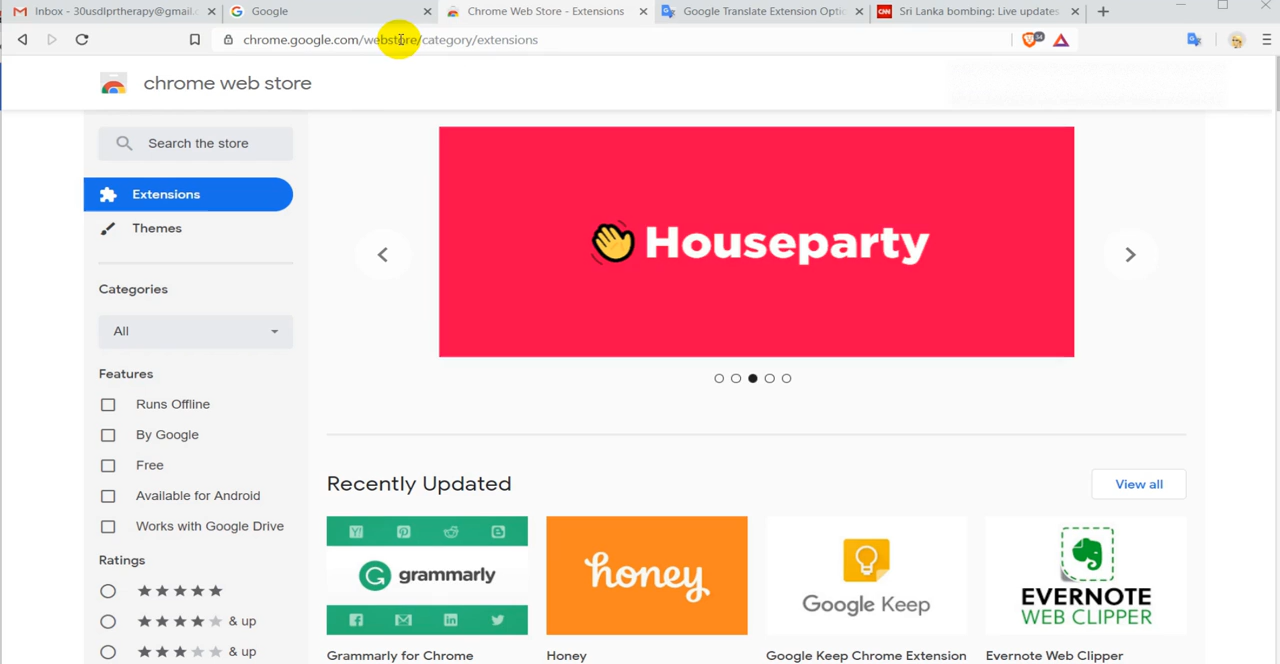 Inbox - 30usdlprtherapy@gmail.c
Google
Chrome Web Store - Extensions
Google Translate Extension Opti
CNN Sri Lanka bombing: Live updates
chrome.google.com/webstore/category/extensions
chrome web store
Search the store
Extensions
Themes
Categories
All
Features
Runs Offline
By Google
Free
Available for Android
Works with Google Drive
Ratings
& up
& up
Houseparty
Recently Updated
View all
grammarly
honey
Google Keep
EVERNOTE
WEB CLIPPER
Grammarly for Chrome
Honey
Google Keep Chrome Extension
Evernote Web Clipper